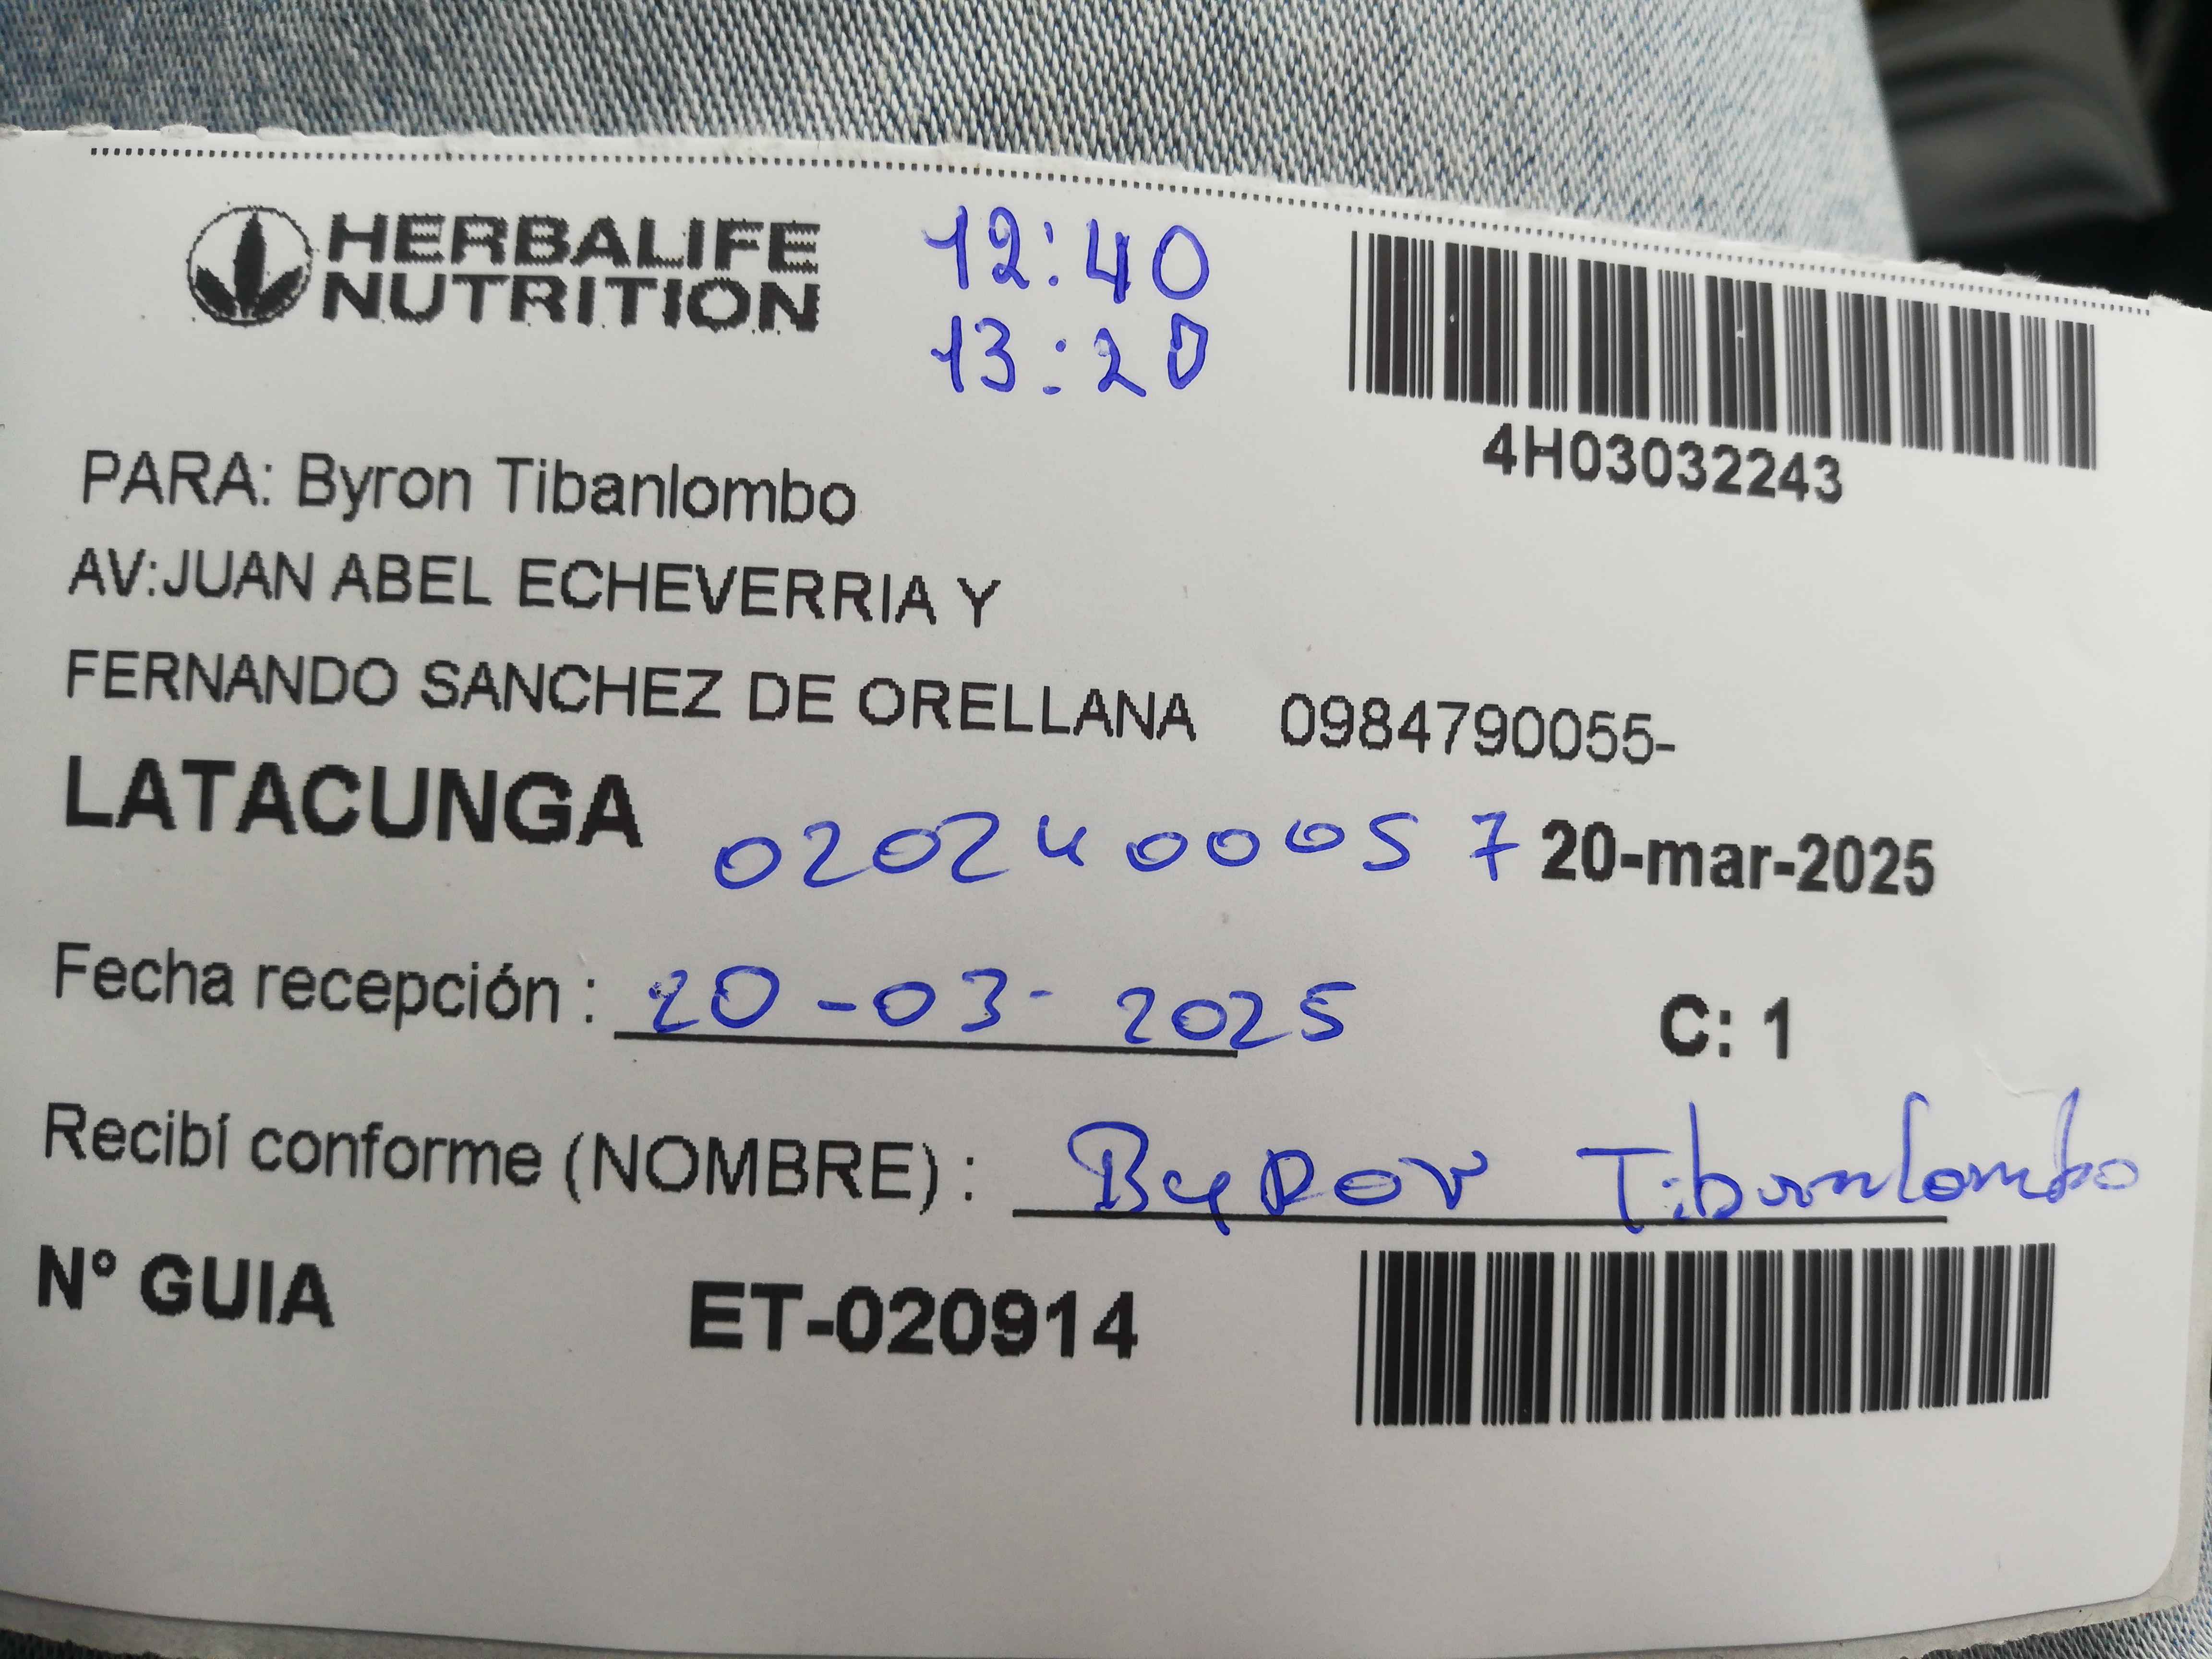 HERBALIFE
NUTRITION
12:40
13:20
4H03032243
PARA: Byron Tibanlombo
AV:JUAN ABEL ECHEVERRIA Y
FERNANDO SANCHEZ DE ORELLANA 0984790055-
LATACUNGA 0202400057 20-mar-2025
Fecha recepción : 20-03-2025 C: 1
Recibí conforme (NOMBRE) : Byron Tibanlombo
N° GUIA ET-020914